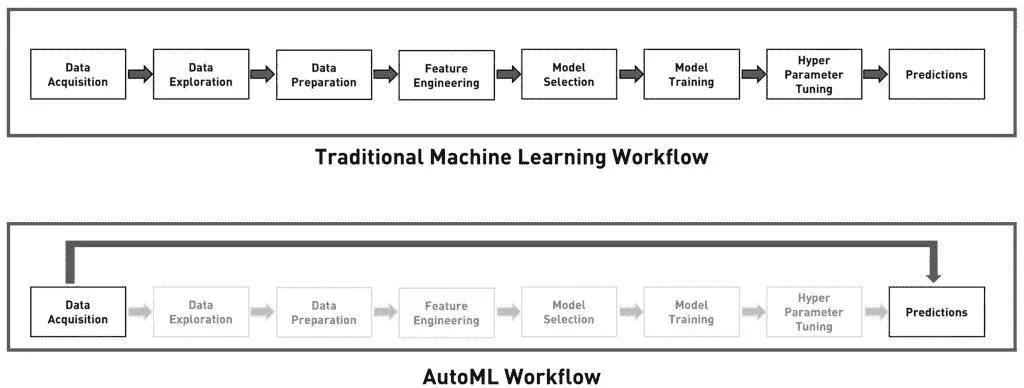 Data
Acquisition
Data
Exploration
Data
Preparation
Feature
Engineering
Model
Selection
Model
Training
Hyper
Parameter
Tuning
Predictions
Traditional Machine Learning Workflow
Data
Acquisition
Data
Exploration
Data
Preparation
Feature
Engineering
Model
Selection
Model
Training
Hyper
Parameter
Tuning
Predictions
AutoML Workflow